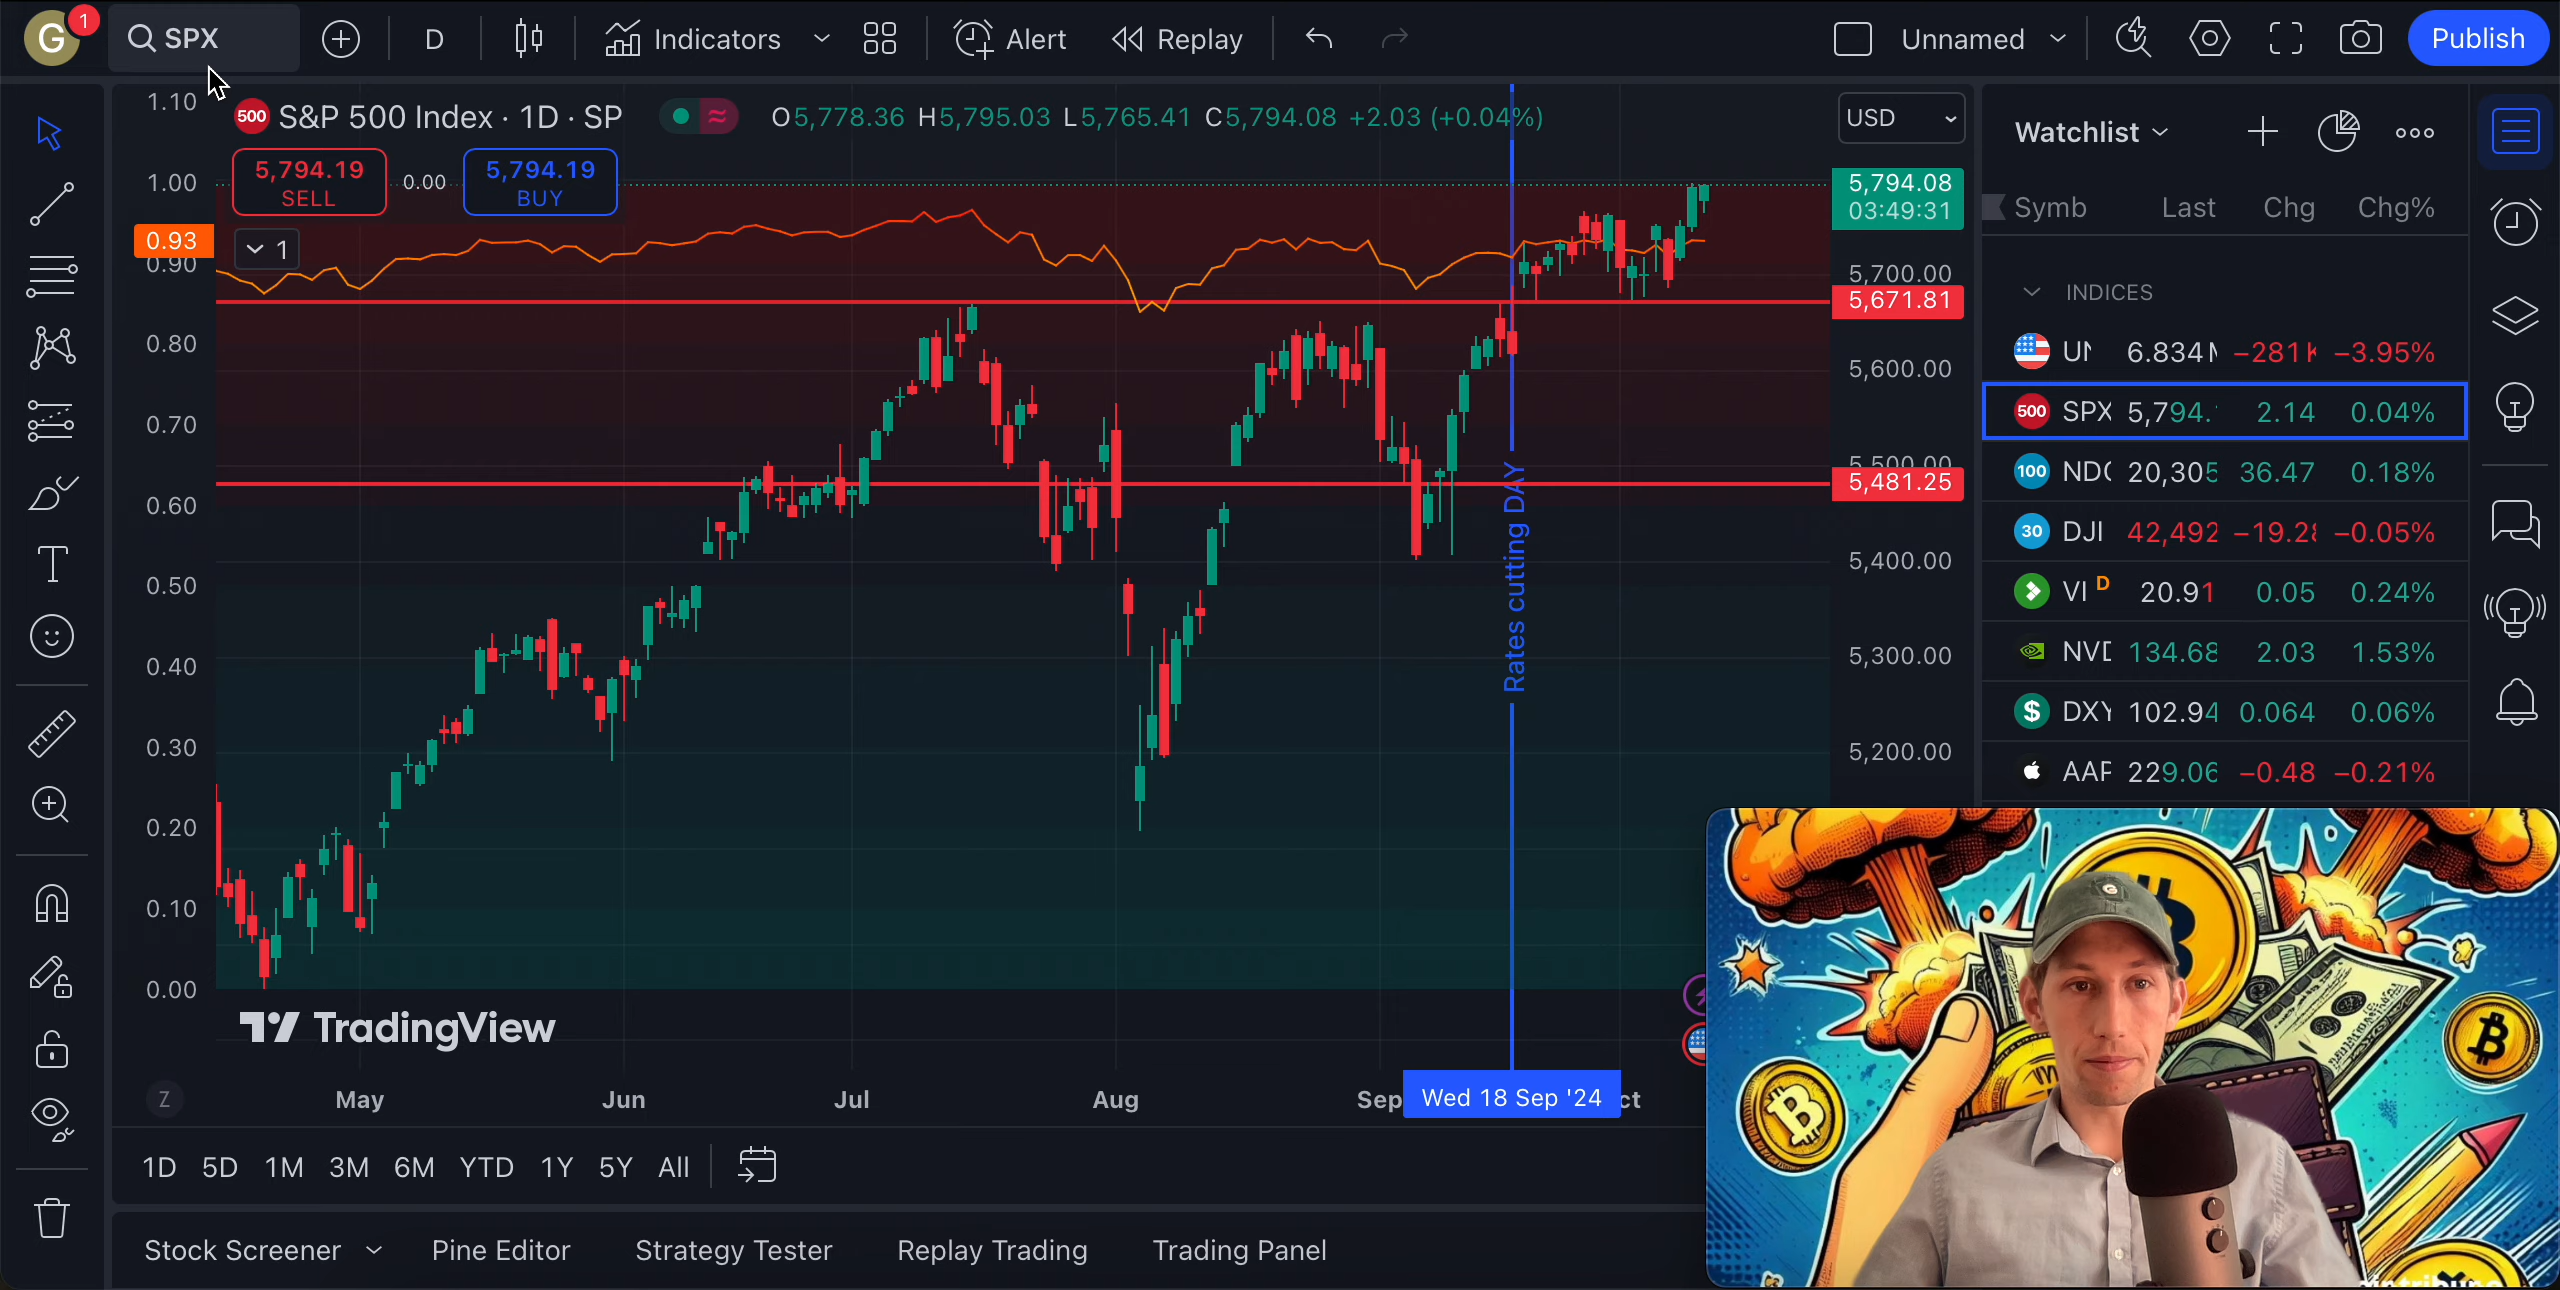 G 1 SPX D Indicators Alert Replay Unnamed Publish
500 S&P 500 Index · 1D · SP O5,778.36 H5,795.03 L5,765.41 C5,794.08 +2.03 (+0.04%)
5,794.19 SELL 0.00 5,794.19 BUY
1
1.10
1.00
0.93
0.90
0.80
0.70
0.60
0.50
0.40
0.30
0.20
0.10
0.00
USD
5,794.08
03:49:31
5,700.00
5,671.81
5,600.00
5,500.00
5,481.25
5,400.00
5,300.00
5,200.00
Rates cutting DAY
TradingView
Z May Jun Jul Aug Sep Wed 18 Sep '24 ct
1D 5D 1M 3M 6M YTD 1Y 5Y All
Stock Screener Pine Editor Strategy Tester Replay Trading Trading Panel
Watchlist
Symb Last Chg Chg%
INDICES
6.834 −281K −3.95%
500 SPX 5,794. 2.14 0.04%
100 ND 20,305 36.47 0.18%
30 DJI 42,492 −19.2 −0.05%
VI D 20.91 0.05 0.24%
NV 134.68 2.03 1.53%
$ DXY 102.94 0.064 0.06%
AAP 229.06 −0.48 −0.21%